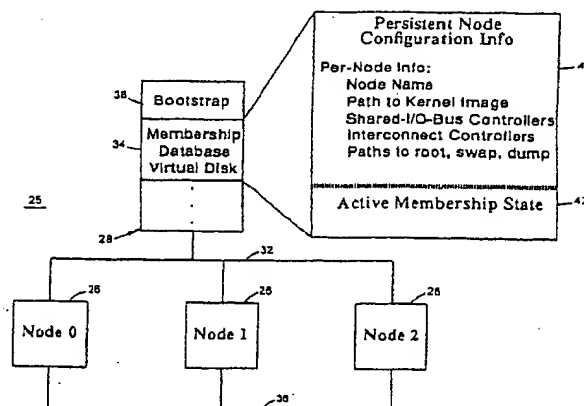 Persistent Node
Configuration Info
Per-Node Info:
Node Name
Path to Kernel Image
Shared-I/O-Bus Controllers
Interconnect Controllers
Paths to root, swap, dump
Active Membership State
42
38
Bootstrap
34
Membership
Database
Virtual Disk
25
28
32
26
26
26
Node 0
Node 1
Node 2
36